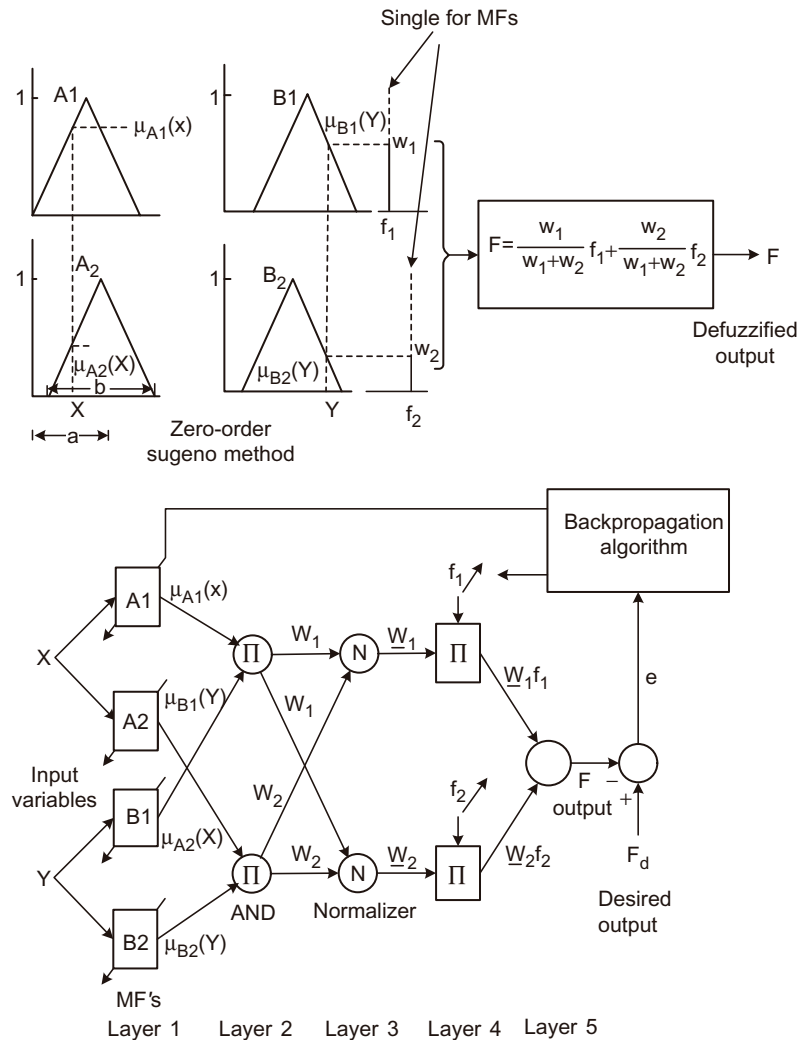 Single for MFs
A1
1
μA1(x)
B1
1
μB1(Y)
w1
f1
A2
1
μA2(X)
b
X
a
B2
1
μB2(Y)
Y
w2
f2
F = w1/w1+w2 f1 + w2/w1+w2 f2
F
Defuzzified
output
Zero-order
sugeno method
Backpropagation
algorithm
X
A1
μA1(x)
A2
μB1(Y)
Input
variables
B1
μA2(X)
Y
B2
μB2(Y)
MF's
Π
W1
W1
W2
Π
W2
AND
N
W1
N
W2
Normalizer
f1
Π
W1f1
f2
Π
W2f2
F
output
−
+
e
Fd
Desired
output
Layer 1 Layer 2 Layer 3 Layer 4 Layer 5